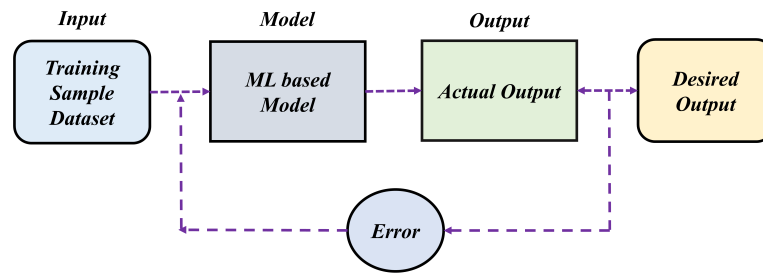 Input
Model
Output
Training
Sample
Dataset
ML based
Model
Actual Output
Desired
Output
Error